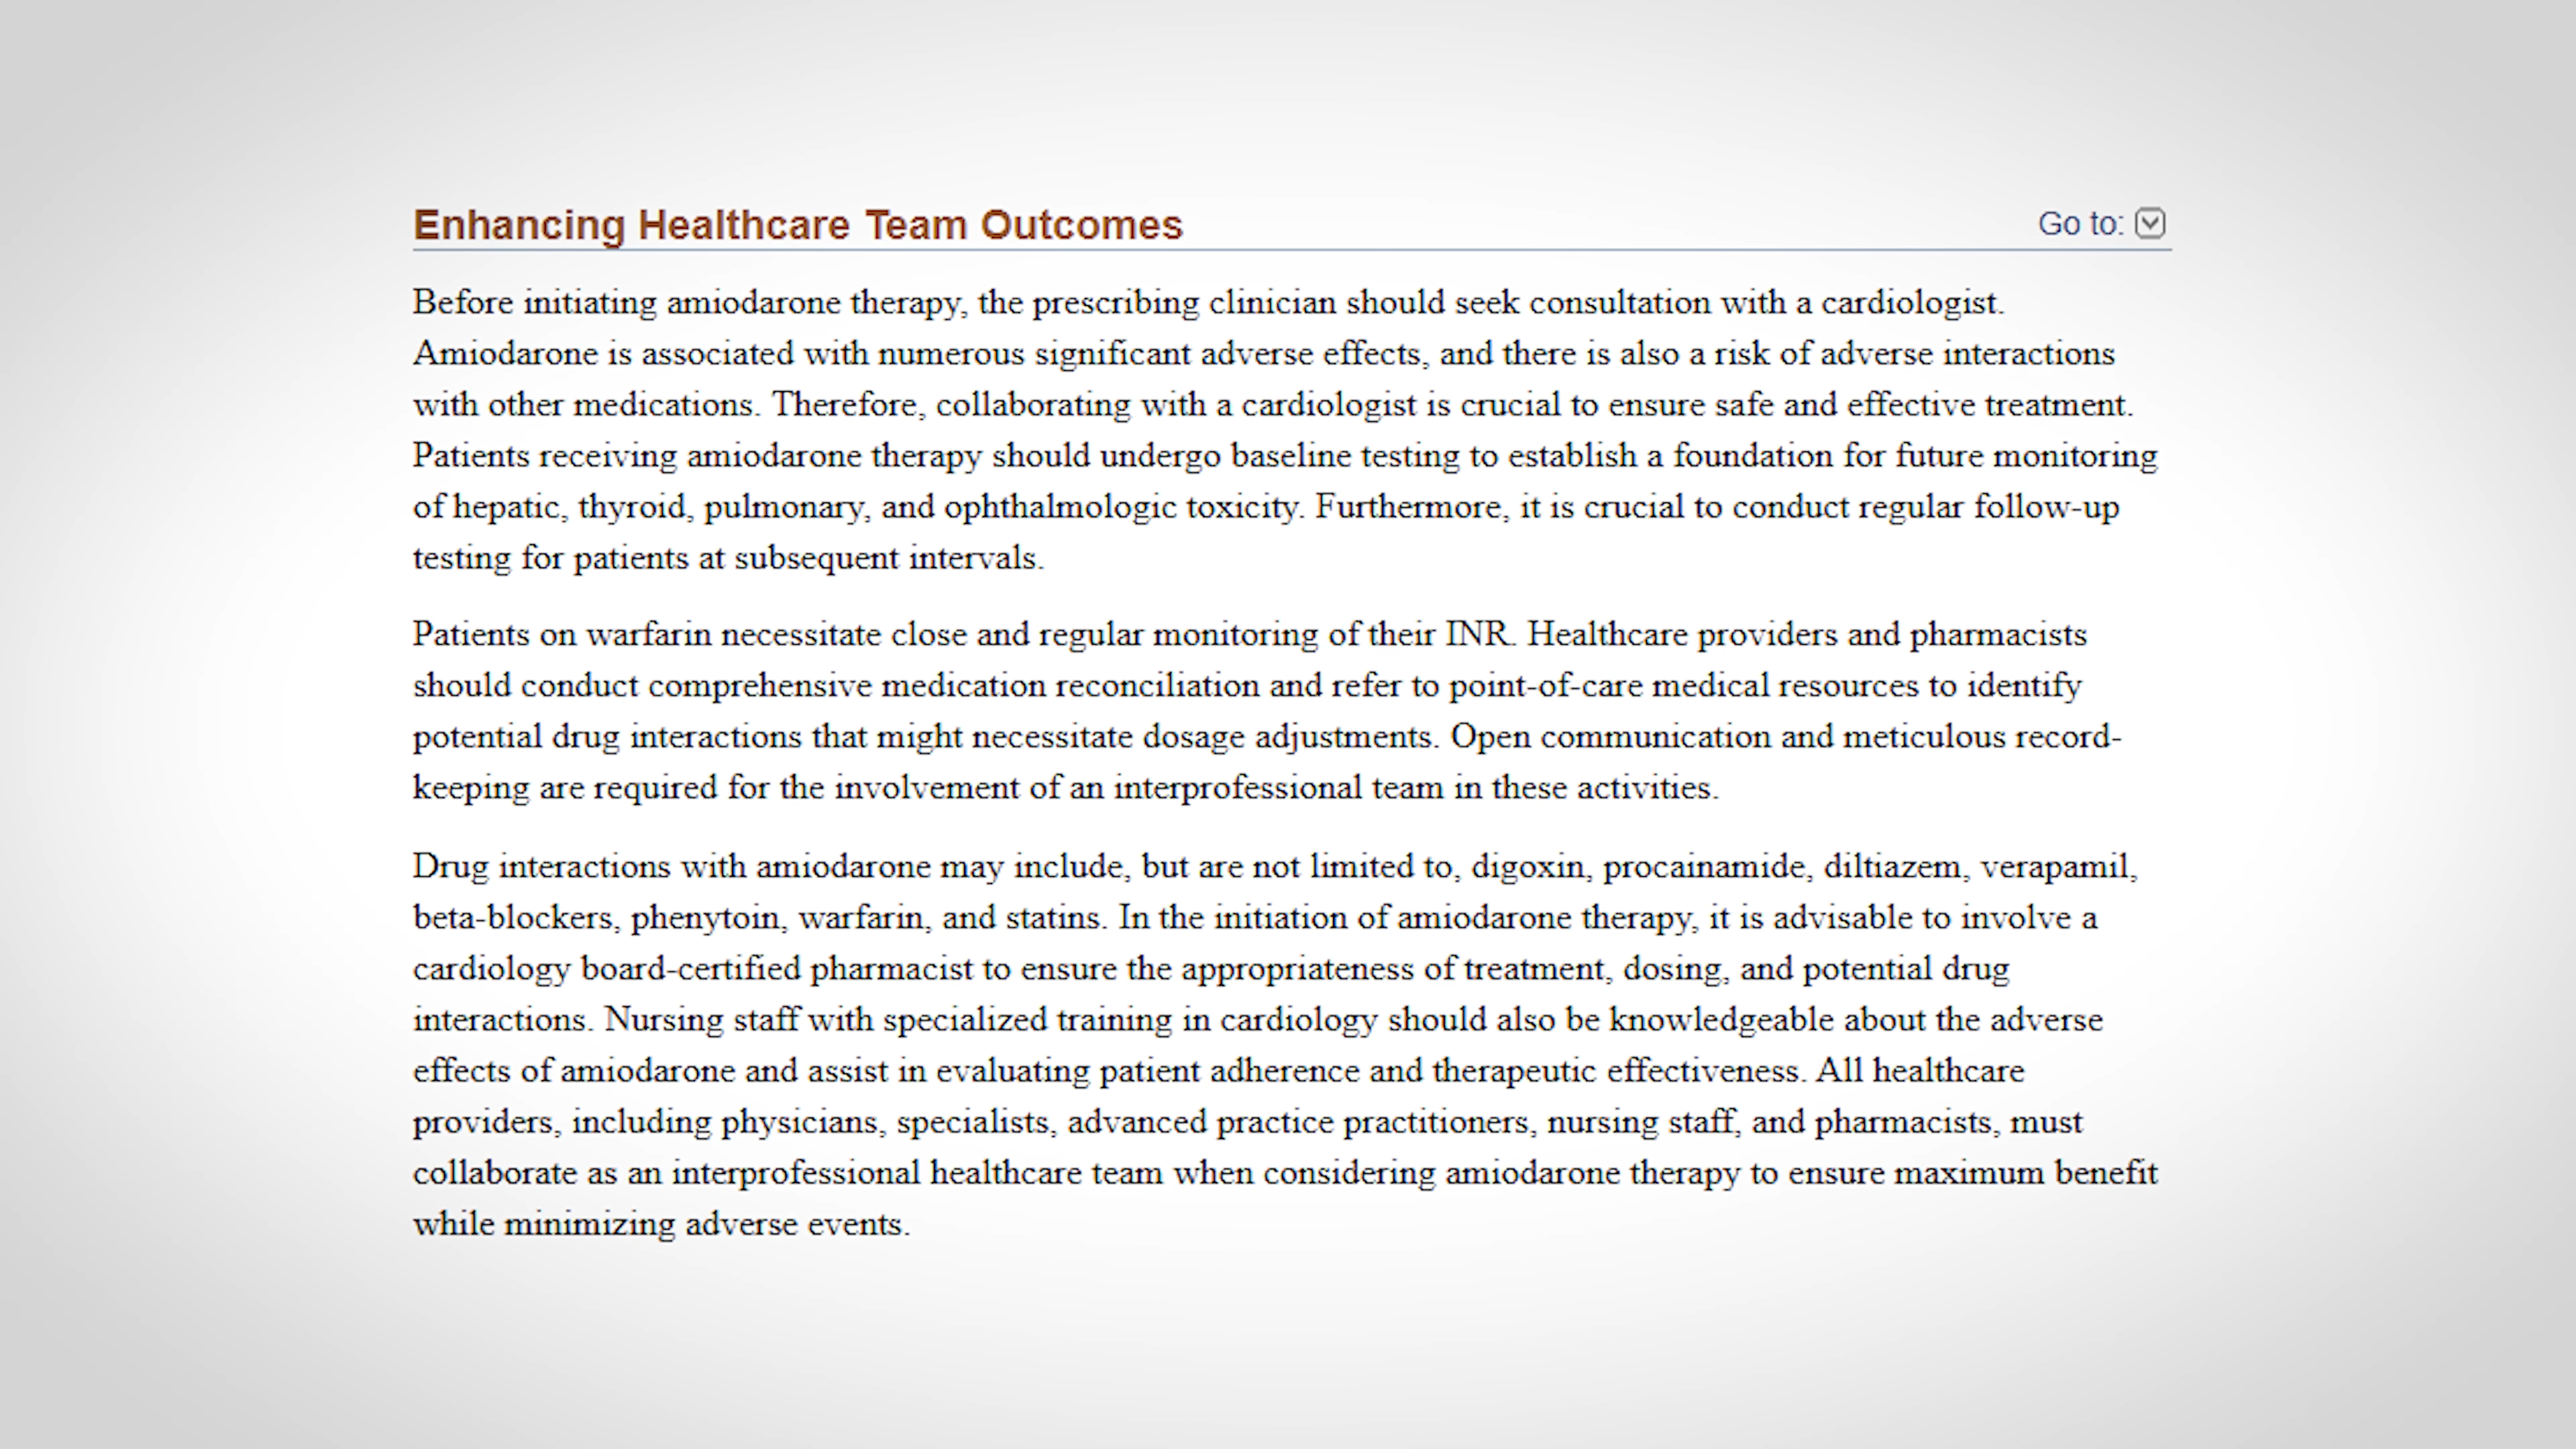 Enhancing Healthcare Team Outcomes
Go to:
Before initiating amiodarone therapy, the prescribing clinician should seek consultation with a cardiologist.
Amiodarone is associated with numerous significant adverse effects, and there is also a risk of adverse interactions
with other medications. Therefore, collaborating with a cardiologist is crucial to ensure safe and effective treatment.
Patients receiving amiodarone therapy should undergo baseline testing to establish a foundation for future monitoring
of hepatic, thyroid, pulmonary, and ophthalmologic toxicity. Furthermore, it is crucial to conduct regular follow-up
testing for patients at subsequent intervals.
Patients on warfarin necessitate close and regular monitoring of their INR. Healthcare providers and pharmacists
should conduct comprehensive medication reconciliation and refer to point-of-care medical resources to identify
potential drug interactions that might necessitate dosage adjustments. Open communication and meticulous record-
keeping are required for the involvement of an interprofessional team in these activities.
Drug interactions with amiodarone may include, but are not limited to, digoxin, procainamide, diltiazem, verapamil,
beta-blockers, phenytoin, warfarin, and statins. In the initiation of amiodarone therapy, it is advisable to involve a
cardiology board-certified pharmacist to ensure the appropriateness of treatment, dosing, and potential drug
interactions. Nursing staff with specialized training in cardiology should also be knowledgeable about the adverse
effects of amiodarone and assist in evaluating patient adherence and therapeutic effectiveness. All healthcare
providers, including physicians, specialists, advanced practice practitioners, nursing staff, and pharmacists, must
collaborate as an interprofessional healthcare team when considering amiodarone therapy to ensure maximum benefit
while minimizing adverse events.